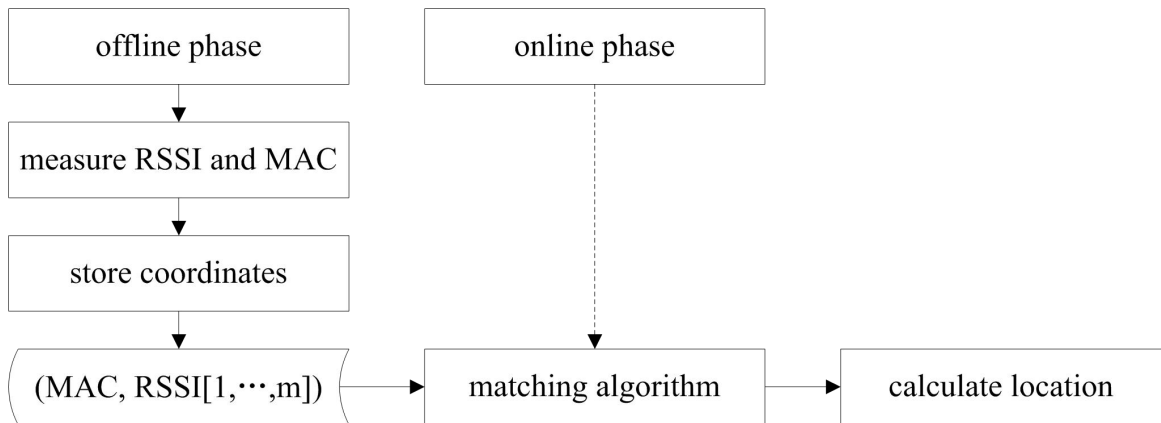 offline phase
online phase
measure RSSI and MAC
store coordinates
(MAC, RSSI[1,⋯,m])
matching algorithm
calculate location